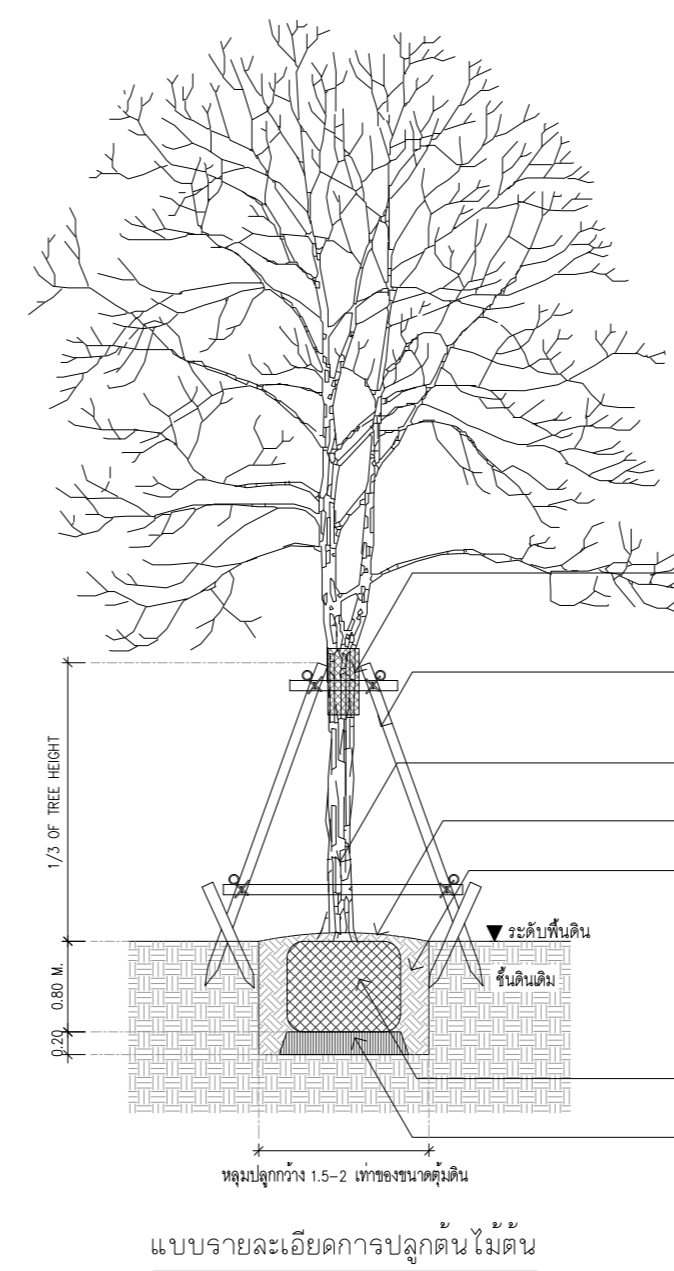 1/3 OF TREE HEIGHT
ระดับพื้นดิน
ชั้นดินเดิม
0.80 M.
0.20
หลุมปลูกกว้าง 1.5-2 เท่าของขนาดตุ้มดิน
แบบรายละเอียดการปลูกต้นไม้ต้น